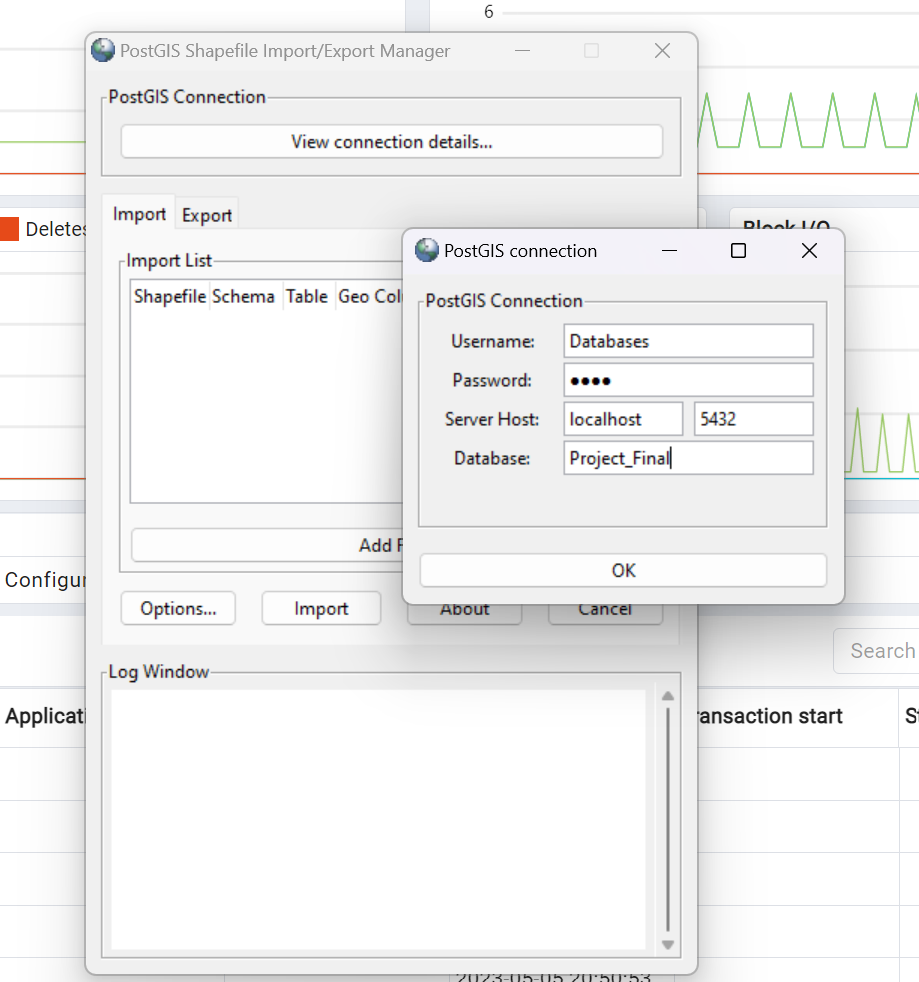 6
PostGIS Shapefile Import/Export Manager
PostGIS Connection
View connection details...
Import Export
Deletes
Block I/O
PostGIS connection
Import List
Shapefile Schema Table Geo Col
PostGIS Connection
Username: Databases
Password: ●●●●
Server Host: localhost 5432
Database: Project_Final
Add F
OK
Configur
Options... Import About Cancel
Search
Log Window
Applicati
ansaction start
St
2023-05-05 20:50:53